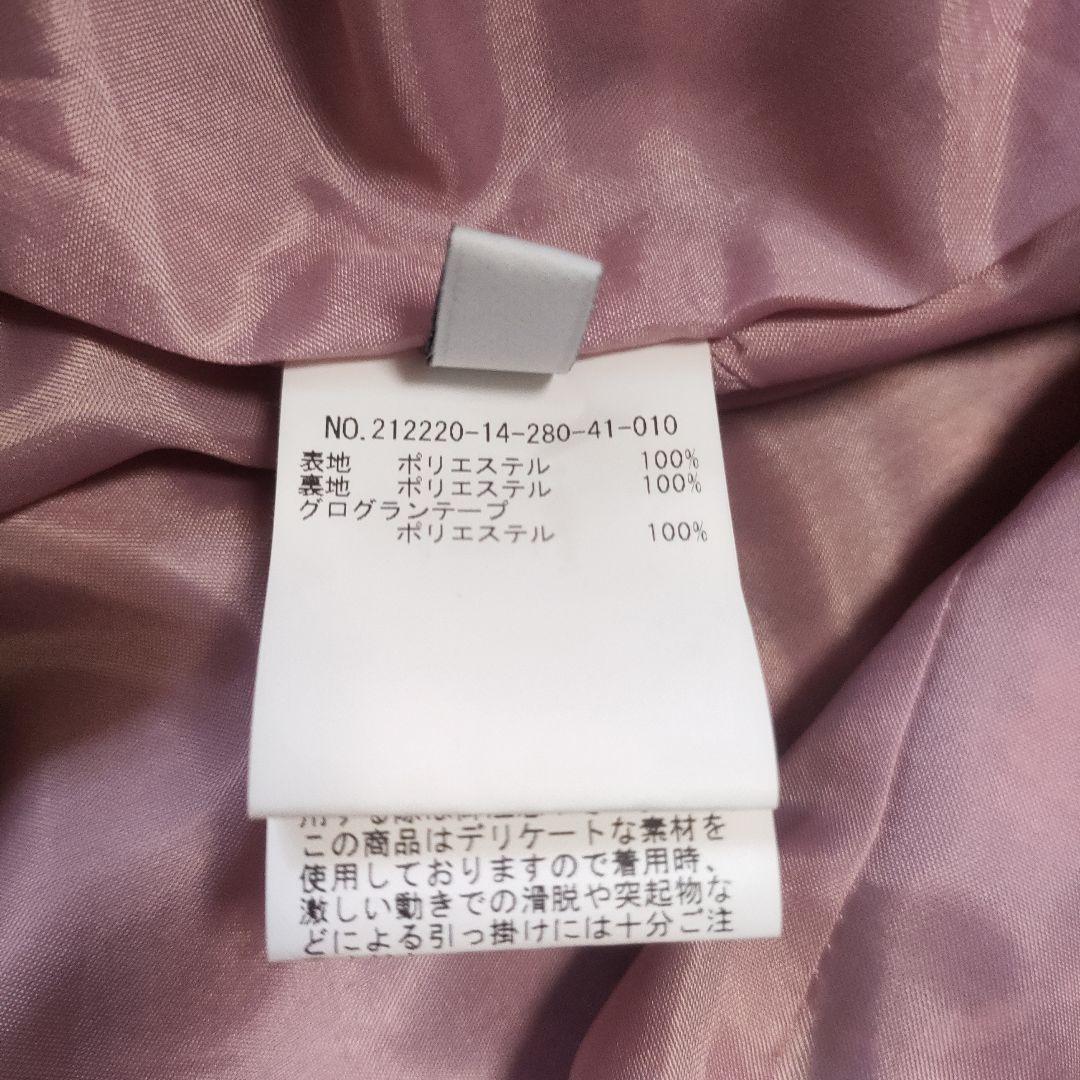 NO.212220-14-280-41-010
表地 ポリエステル 100%
裏地 ポリエステル 100%
グログランテープ
ポリエステル 100%
この商品はデリケートな素材を
使用しておりますので着用時、
激しい動きでの滑脱や突起物な
どによる引っ掛けには十分ご注